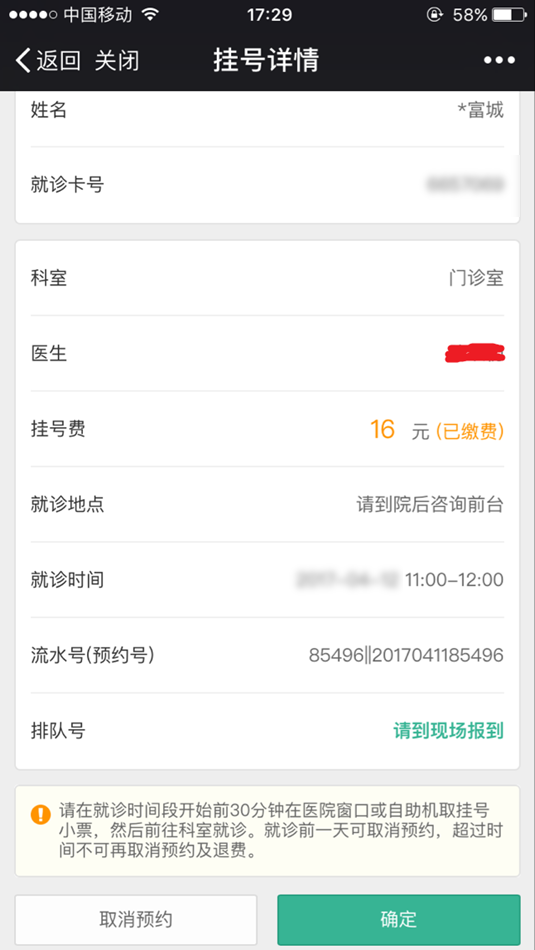 中国移动 17:29 58%
返回 关闭 挂号详情
姓名 *富城
就诊卡号
科室 门诊室
医生
挂号费 16 元 (已缴费)
就诊地点 请到院后咨询前台
就诊时间 11:00-12:00
流水号(预约号) 85496||2017041185496
排队号 请到现场报到
请在就诊时间段开始前30分钟在医院窗口或自助机取挂号
小票，然后前往科室就诊。就诊前一天可取消预约，超过时
间不可再取消预约及退费。
取消预约 确定